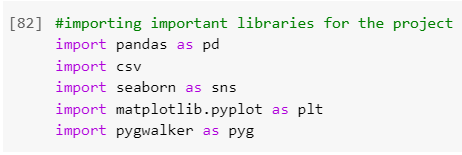 [82] #importing important libraries for the project
import pandas as pd
import csv
import seaborn as sns
import matplotlib.pyplot as plt
import pygwalker as pyg